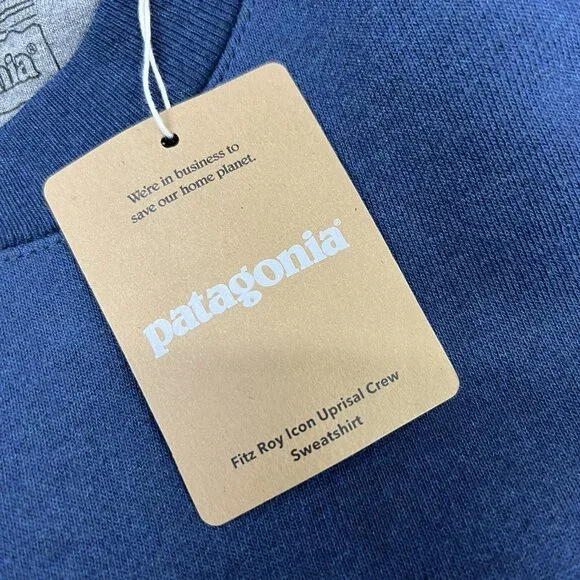 We're in business to
save our home planet.
patagonia®
Fitz Roy Icon Uprisal Crew
Sweatshirt